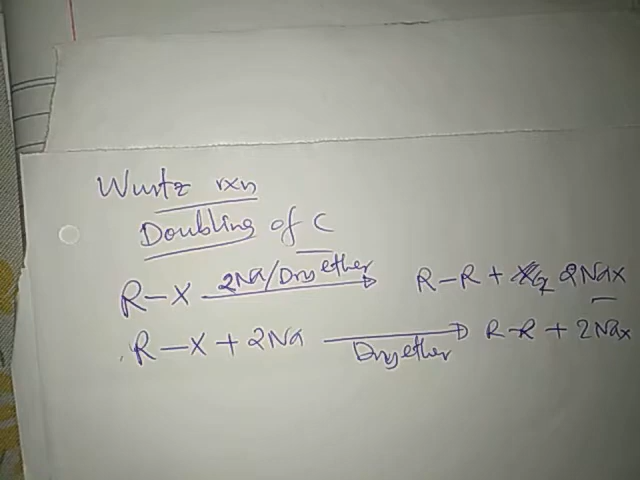 Wurtz rxn
Doubling of C
R-X 2Na/Dry ether → R-R + 2Nax
R-X + 2Na → Dry ether R-R + 2Nax